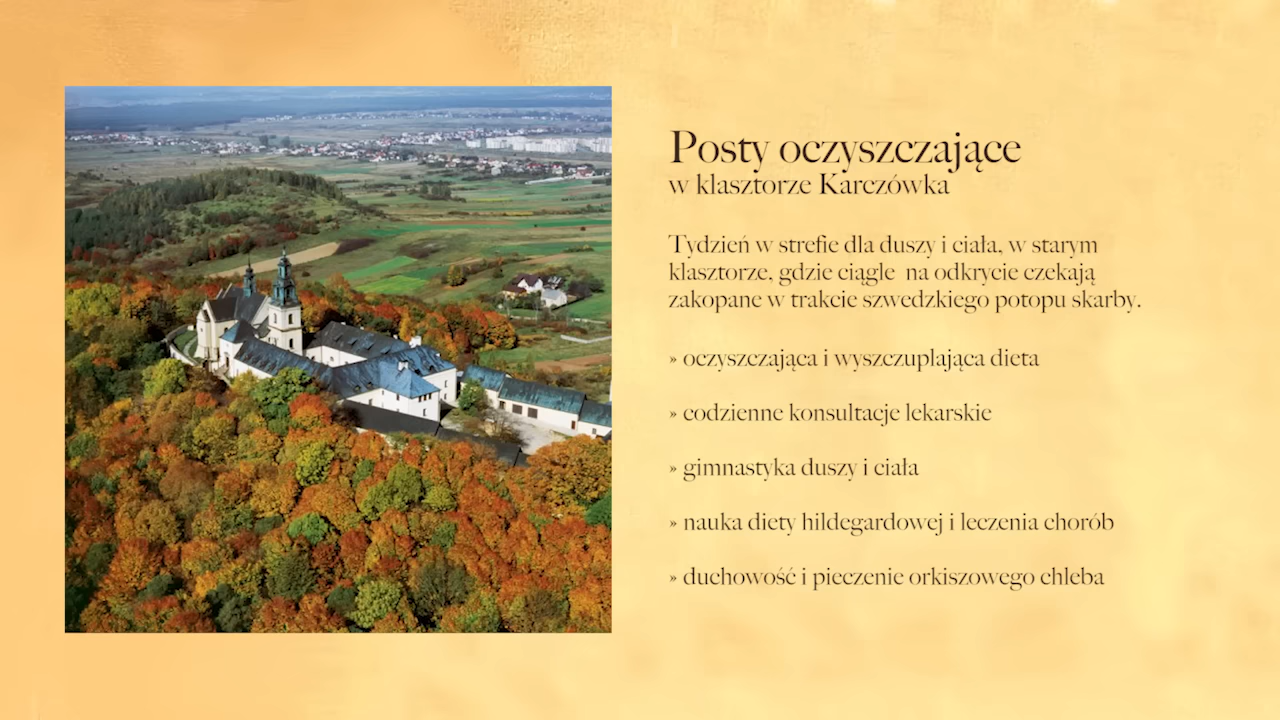 Posty oczyszczające
w klasztorze Karczówka
Tydzień w strefie dla duszy i ciała, w starym
klasztorze, gdzie ciągle na odkrycie czekają
zakopane w trakcie szwedzkiego potopu skarby.
» oczyszczająca i wyszczuplająca dieta
» codzienne konsultacje lekarskie
» gimnastyka duszy i ciała
» nauka diety hildegardowej i leczenia chorób
» duchowość i pieczenie orkiszowego chleba